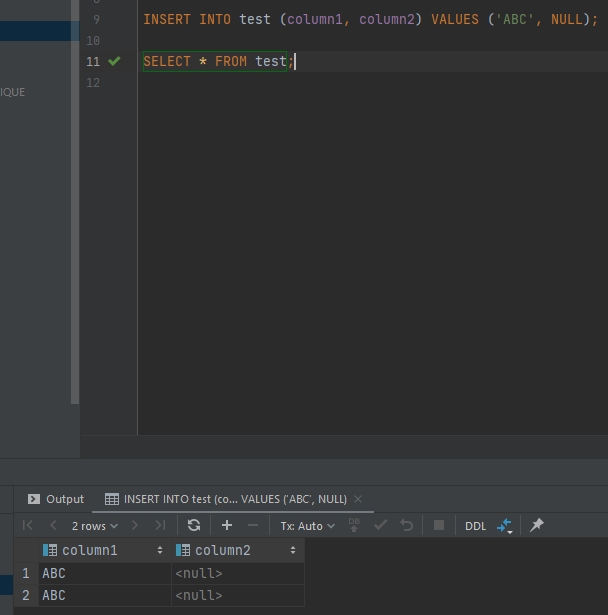 9 INSERT INTO test (column1, column2) VALUES ('ABC', NULL);
10
IQUE
11 SELECT * FROM test;
12
Output INSERT INTO test (co... VALUES ('ABC', NULL)
2 rows Tx: Auto DB DDL
column1 column2
1 ABC <null>
2 ABC <null>